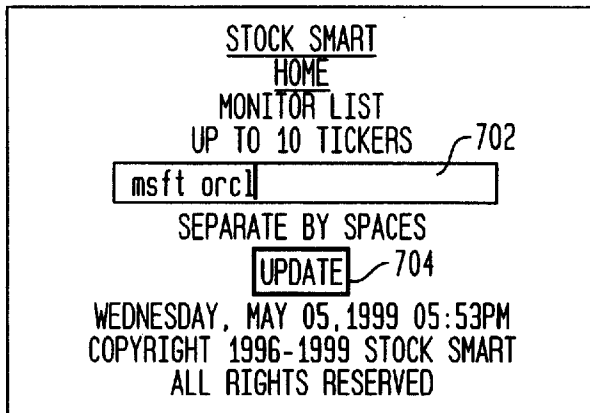 STOCK SMART
HOME
MONITOR LIST
UP TO 10 TICKERS
702
msft orcl
SEPARATE BY SPACES
UPDATE
704
WEDNESDAY, MAY 05,1999 05:53PM
COPYRIGHT 1996-1999 STOCK SMART
ALL RIGHTS RESERVED